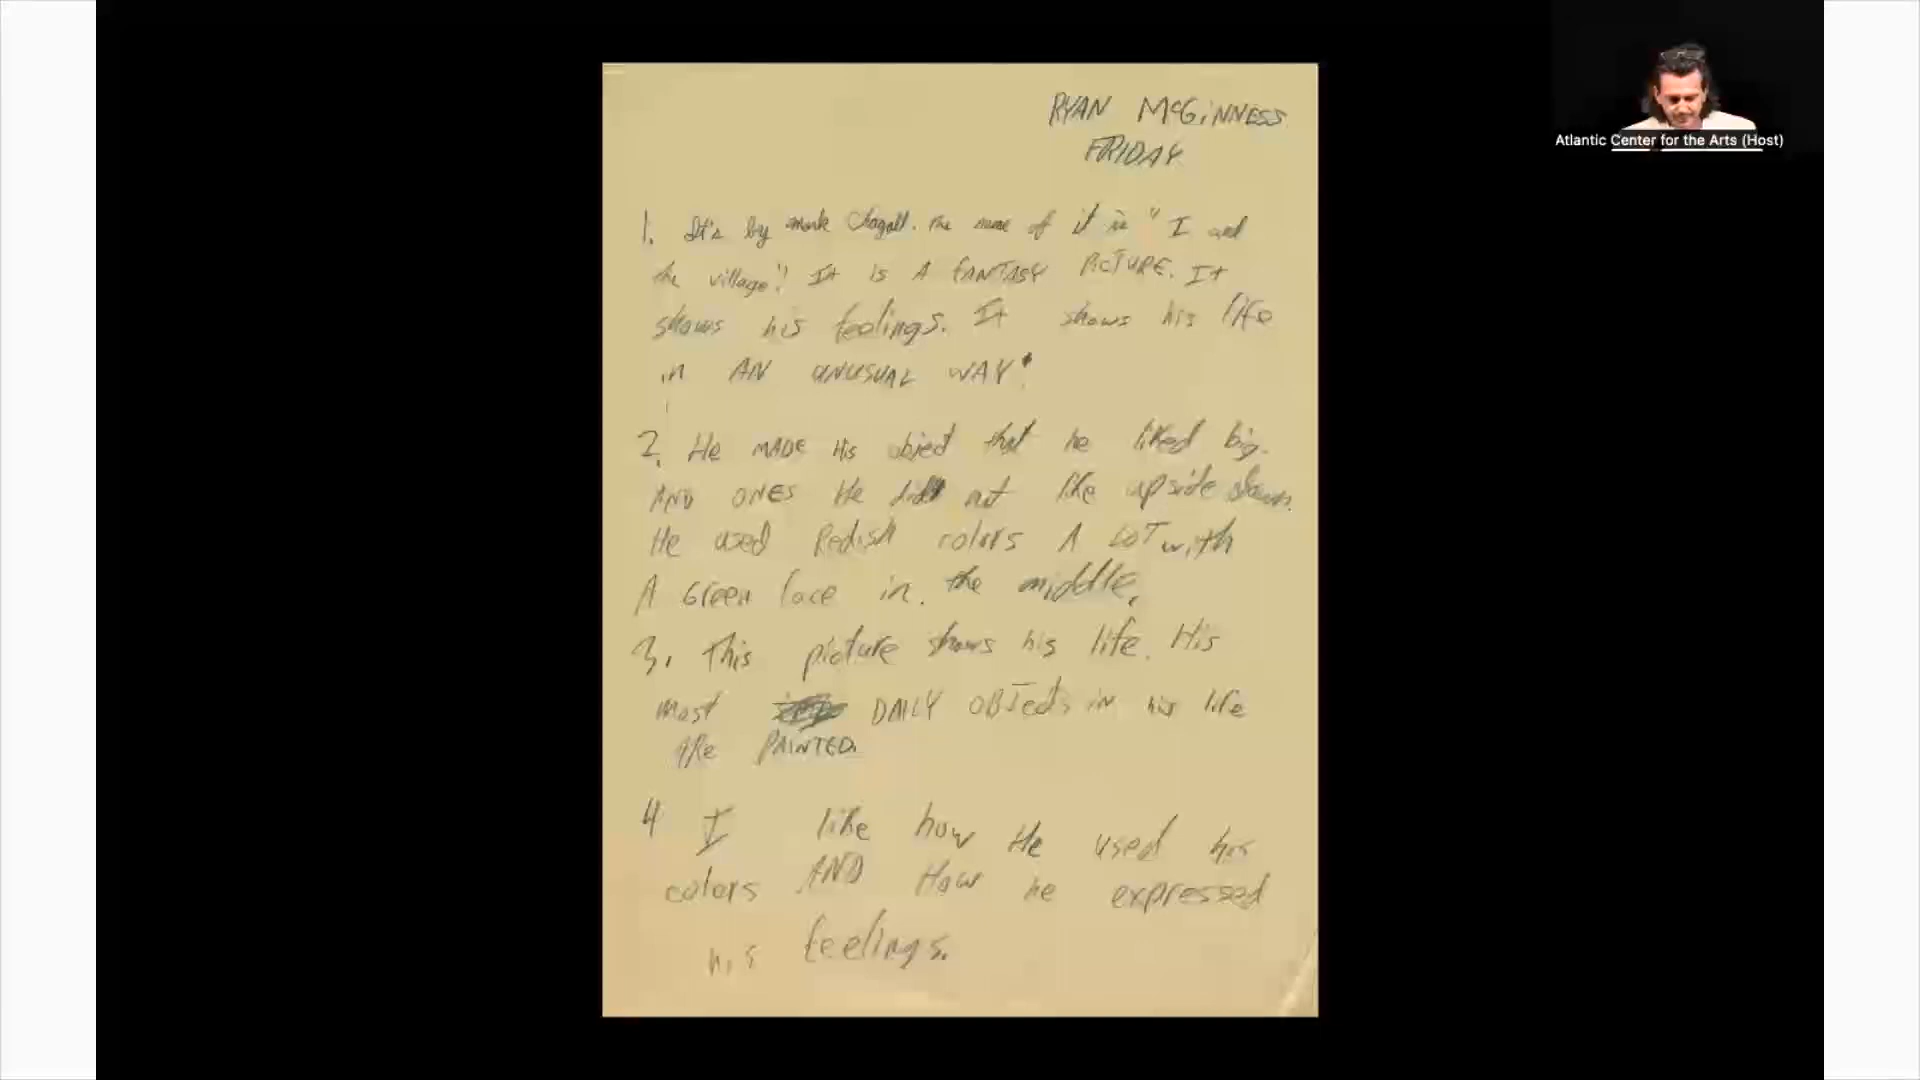 RYAN McGiNNESS
FRIDAY
1. It's by mark Chagall. The name of it is "I and
the village". It is A fANTASY PicTURE. It
shows his feelings. It shows his life
in AN UNUSUAL WAY!
2. He MADE His object that he liked big.
AND ONES He did not like upside down.
He used Redish colors A LOT with
A Green face in. the middle.
3. This picture shows his life. His
most DAILY OBJects in his life
are PAINTED.
4 I like how He used his
colors AND How he expressed
his feelings.
Atlantic Center for the Arts (Host)